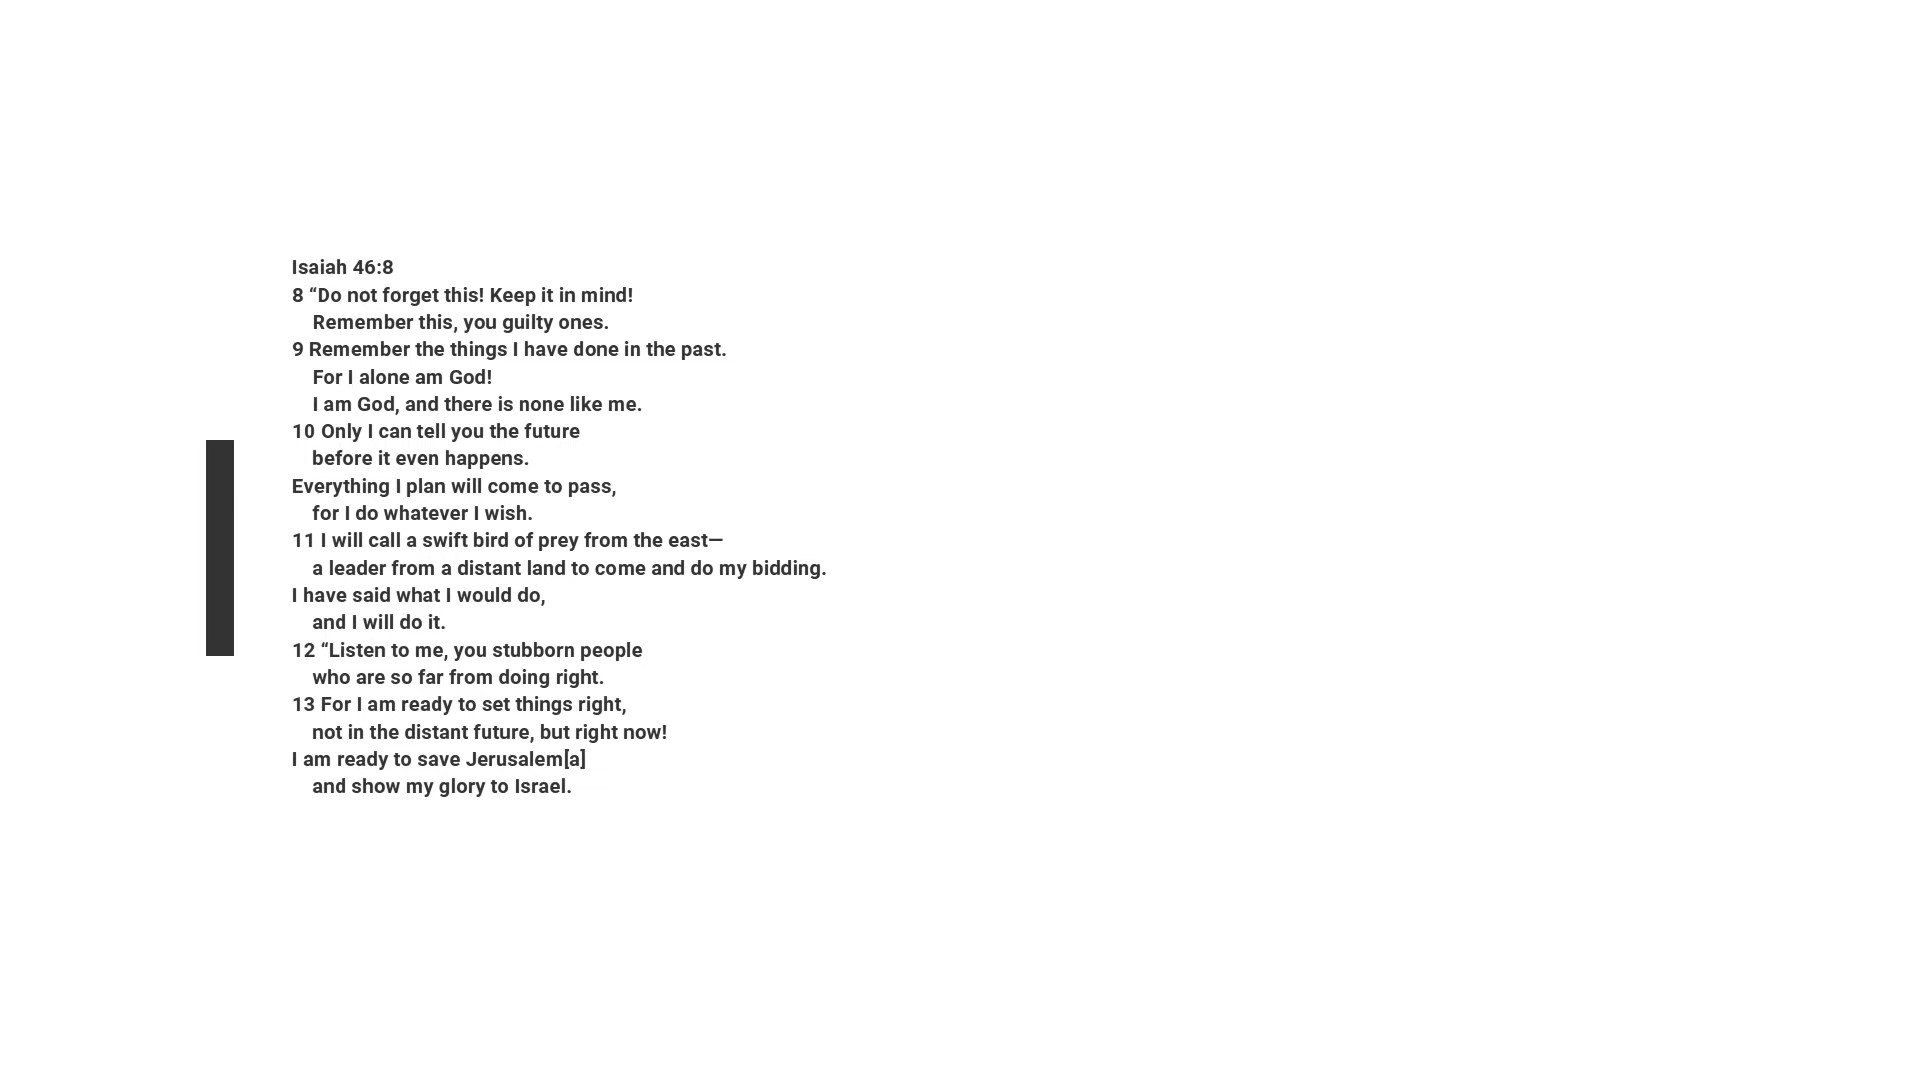 Isaiah 46:8
8 “Do not forget this! Keep it in mind!
Remember this, you guilty ones.
9 Remember the things I have done in the past.
For I alone am God!
I am God, and there is none like me.
10 Only I can tell you the future
before it even happens.
Everything I plan will come to pass,
for I do whatever I wish.
11 I will call a swift bird of prey from the east—
a leader from a distant land to come and do my bidding.
I have said what I would do,
and I will do it.
12 “Listen to me, you stubborn people
who are so far from doing right.
13 For I am ready to set things right,
not in the distant future, but right now!
I am ready to save Jerusalem[a]
and show my glory to Israel.